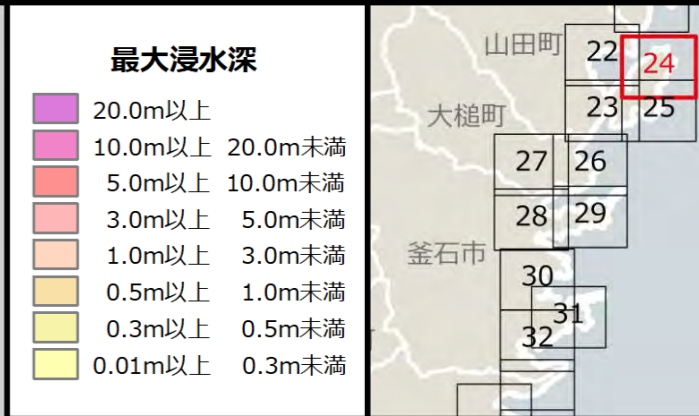 最大浸水深
20.0m以上
10.0m以上 20.0m未満
5.0m以上 10.0m未満
3.0m以上 5.0m未満
1.0m以上 3.0m未満
0.5m以上 1.0m未満
0.3m以上 0.5m未満
0.01m以上 0.3m未満
山田町
22
24
大槌町
23
25
27
26
28
29
釜石市
30
31
32